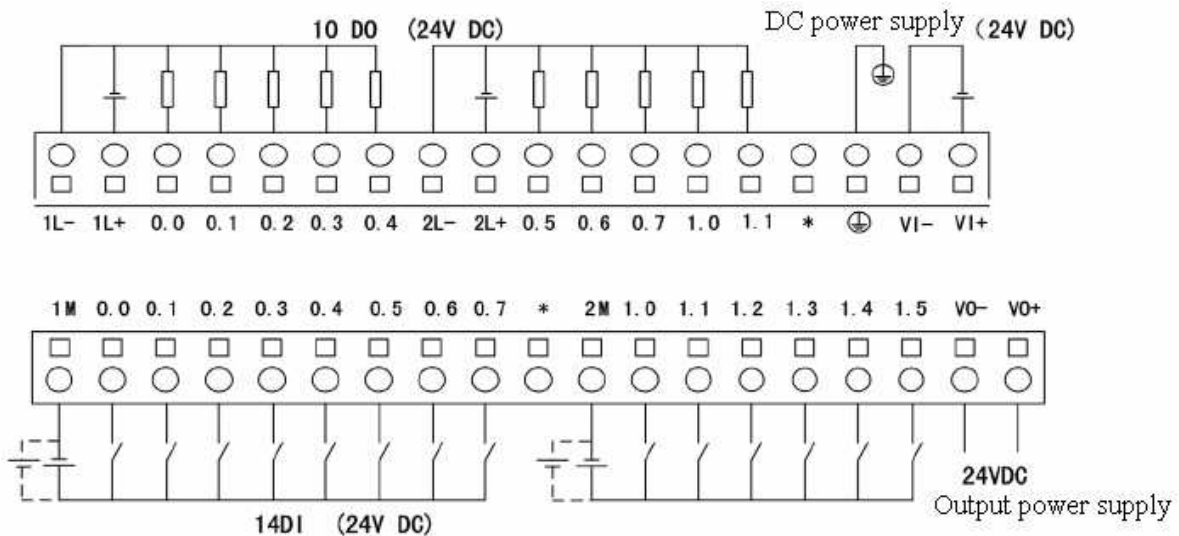 10 DO (24V DC) DC power supply (24V DC)
1L- 1L+ 0.0 0.1 0.2 0.3 0.4 2L- 2L+ 0.5 0.6 0.7 1.0 1.1 * VI- VI+
1M 0.0 0.1 0.2 0.3 0.4 0.5 0.6 0.7 * 2M 1.0 1.1 1.2 1.3 1.4 1.5 VO- VO+
24VDC
Output power supply
14DI (24V DC)